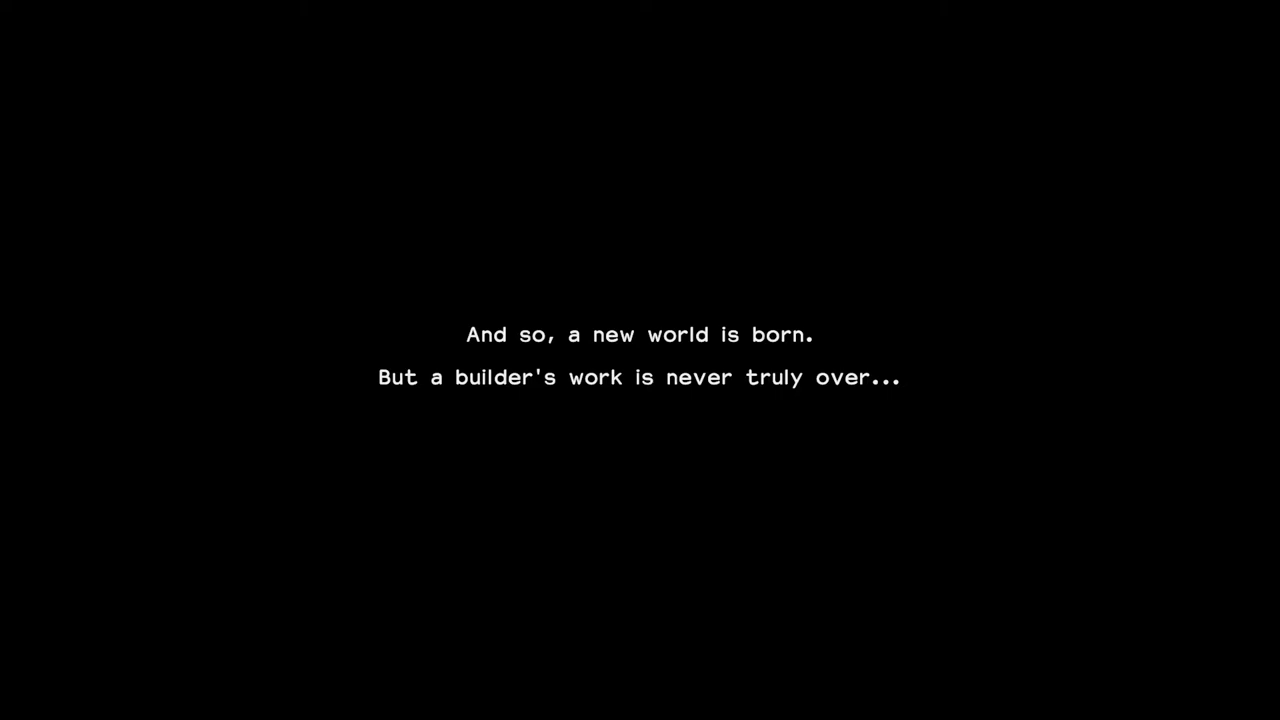 And so, a new world is born.
But a builder's work is never truly over...